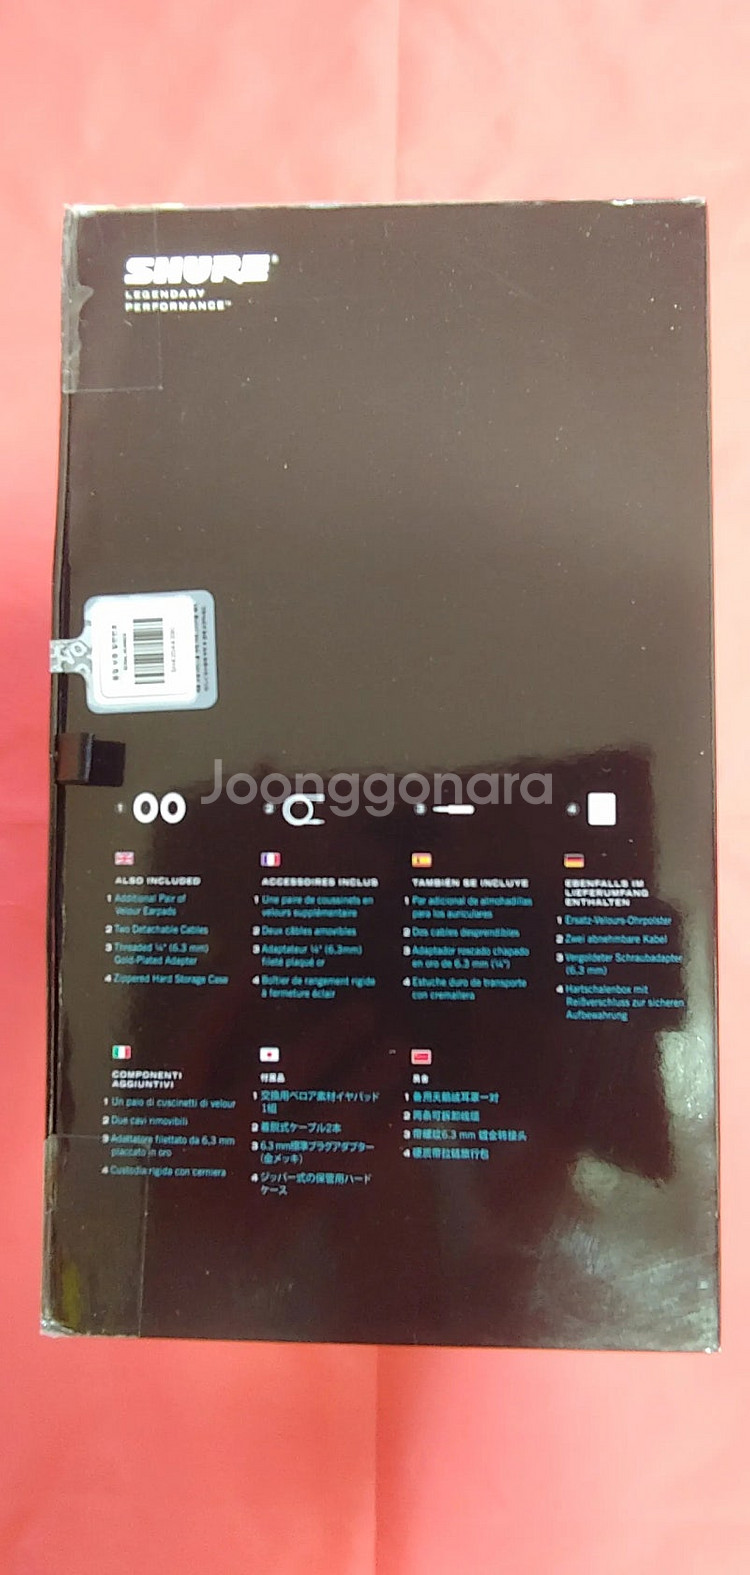 SHURE®
LEGENDARY
PERFORMANCE™
정품 보증 확인라벨
Joonggonara
1
2
3
4
ALSO INCLUDED
1 Additional Pair of
Velour Earpads
2 Two Detachable Cables
3 Threaded ¼" (6.3 mm)
Gold-Plated Adapter
4 Zippered Hard Storage Case
ACCESSOIRES INCLUS
1 Une paire de coussinets en
velours supplémentaire
2 Deux câbles amovibles
3 Adaptateur ¼" (6.3mm)
fileté plaqué or
4 Boîtier de rangement rigide
à fermeture éclair
TAMBIÉN SE INCLUYE
1 Par adicional de almohadillas
para los auriculares
2 Dos cables desprendibles
3 Adaptador roscado chapado
en oro de 6.3 mm (¼")
4 Estuche duro de transporte
con cremallera
EBENFALLS IM
LIEFERUMFANG
ENTHALTEN
1 Ersatz-Velours-Ohrpolster
2 Zwei abnehmbare Kabel
3 Vergoldeter Schraubadapter
(6.3 mm)
4 Hartschalenbox mit
Reißverschluss zur sicheren
Aufbewahrung
COMPONENTI
AGGIUNTIVI
1 Un paio di cuscinetti di velour
2 Due cavi rimovibili
3 Adattatore filettato da 6.3 mm
placcato in oro
4 Custodia rigida con cerniera
付属品
1 交換用ベロア素材イヤパッド
1組
2 着脱式ケーブル2本
3 6.3 mm標準プラグアダプター
(金メッキ)
4 ジッパー式の保管用ハード
ケース
1 备用天鹅绒耳罩一对
2 两条可拆卸线缆
3 带螺纹6.3 mm 镀金转接头
4 硬质带拉链旅行包